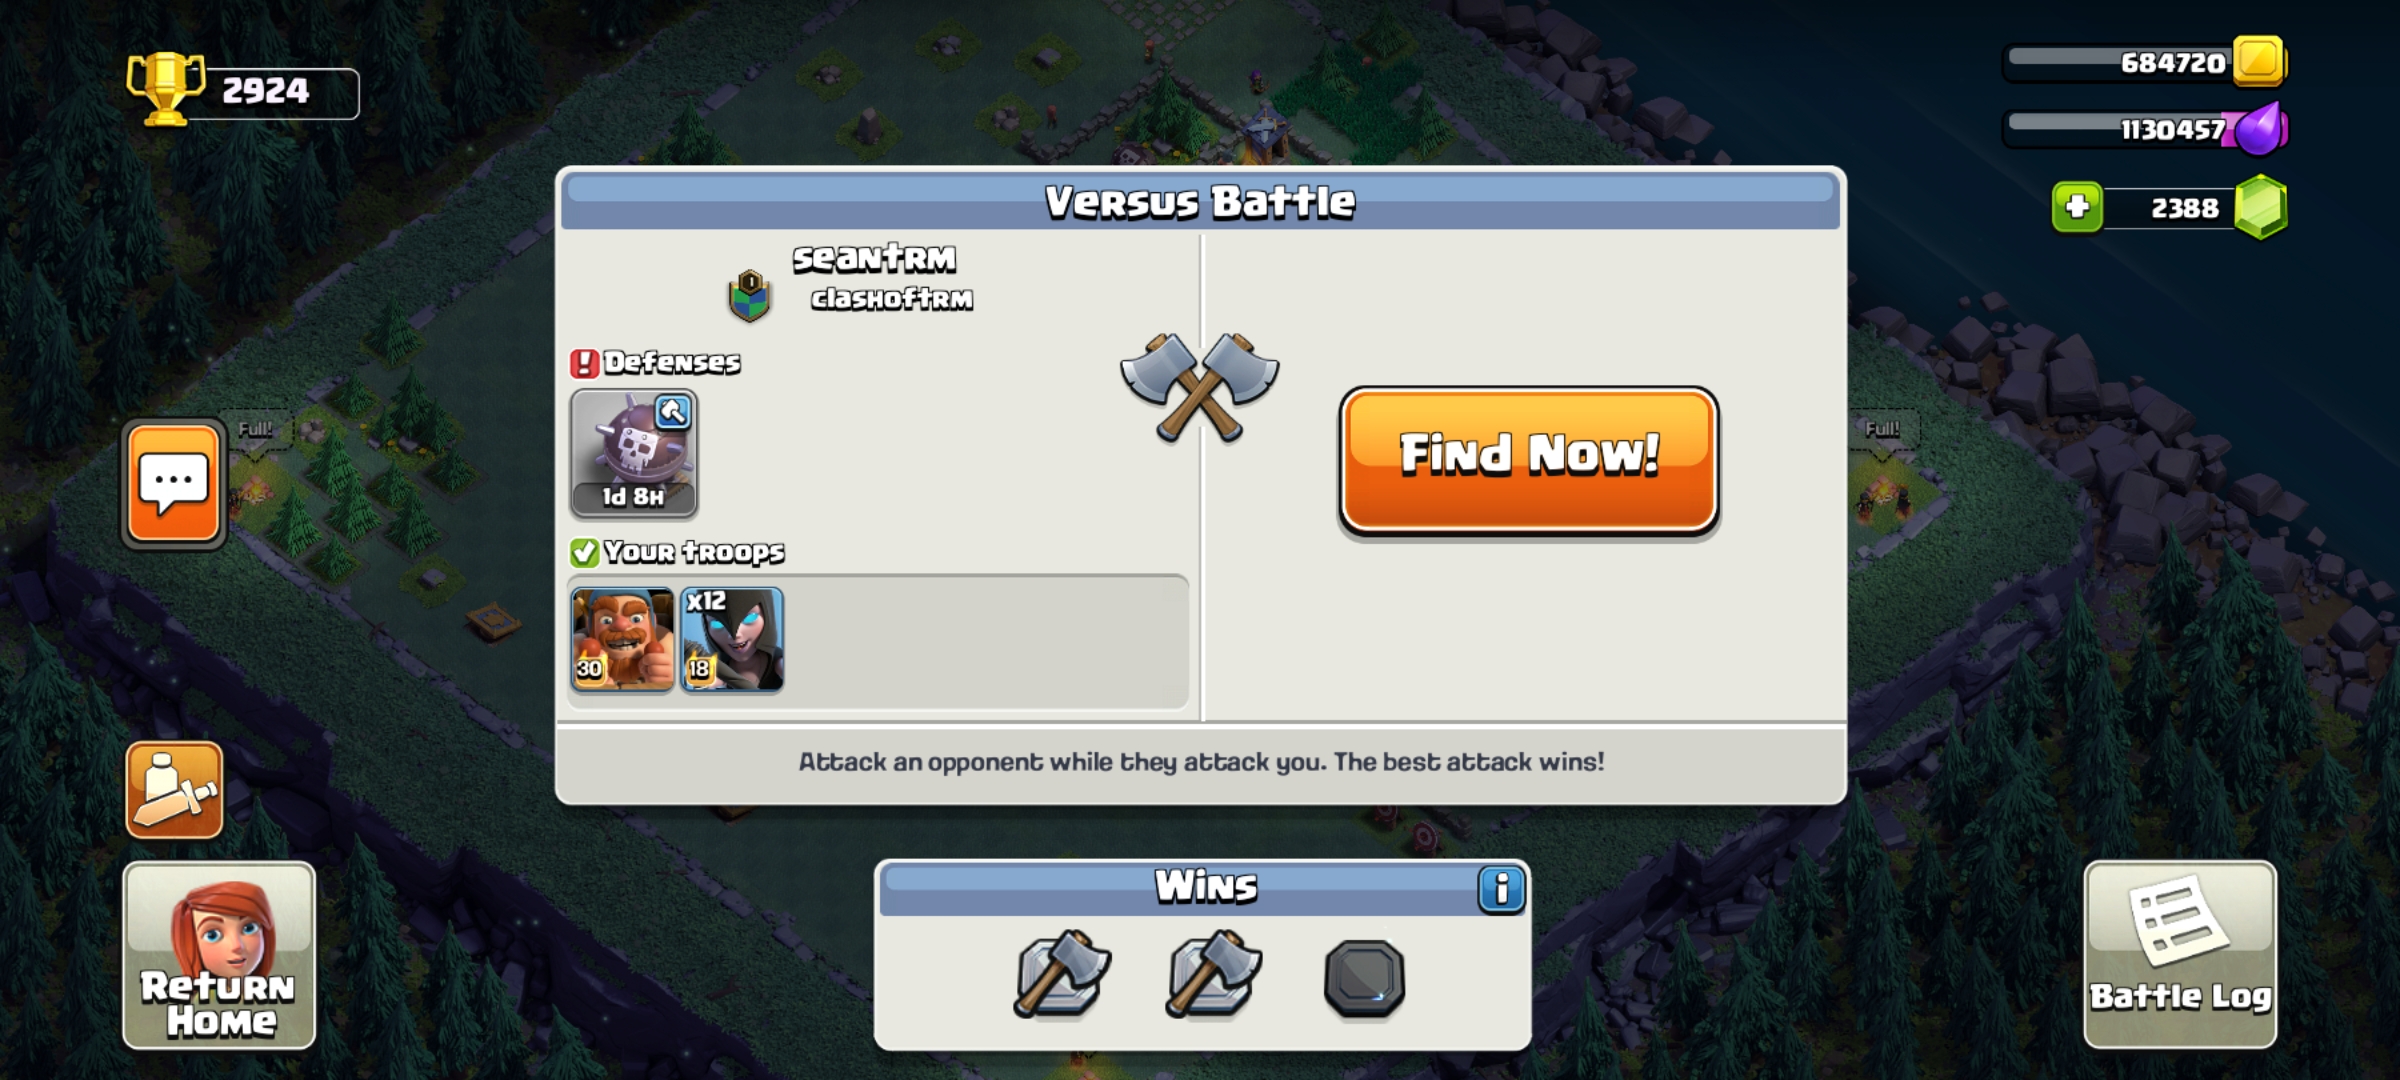 2924
684720
1130457
2388
Versus Battle
seantrm
clashoftrm
Defenses
1d 8H
Full!
Full!
Find Now!
Your troops
30
x12
18
Attack an opponent while they attack you. The best attack wins!
Wins
i
Return
Home
Battle Log